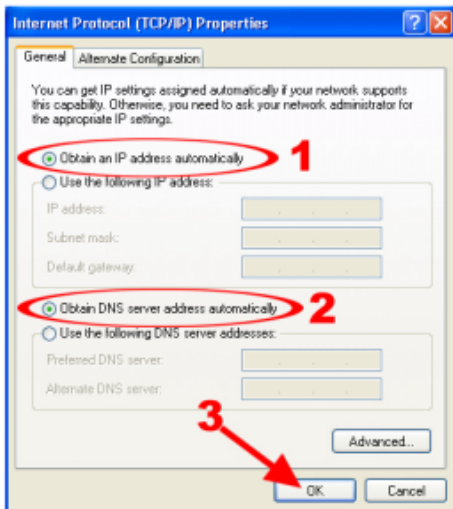 Internet Protocol (TCP/IP) Properties
General Alternate Configuration
You can get IP settings assigned automatically if your network supports
this capability. Otherwise, you need to ask your network administrator for
the appropriate IP settings.
Obtain an IP address automatically 1
Use the following IP address:
IP address:
Subnet mask:
Default gateway:
Obtain DNS server address automatically 2
Use the following DNS server addresses:
Preferred DNS server:
Alternate DNS server:
3
Advanced...
OK Cancel